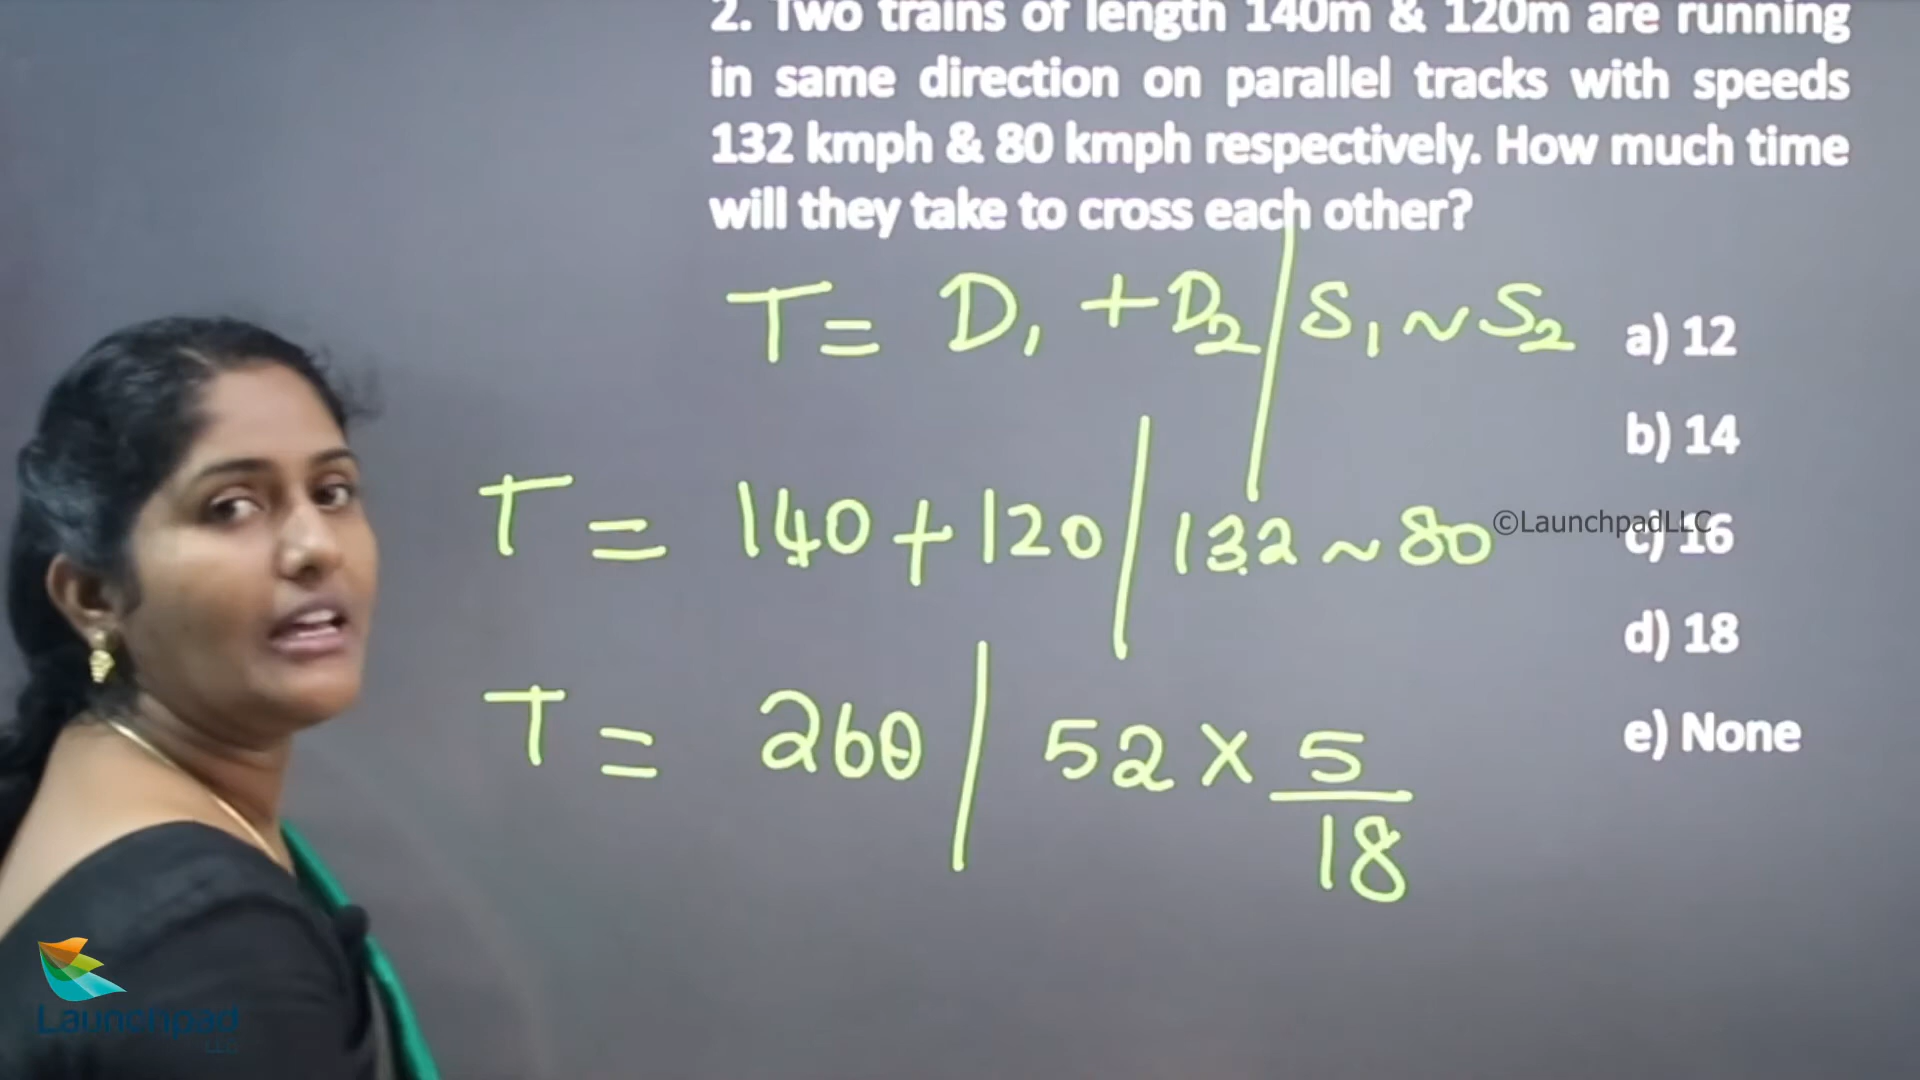 2. Two trains of length 140m & 120m are running
in same direction on parallel tracks with speeds
132 kmph & 80 kmph respectively. How much time
will they take to cross each other?
T = D1 + D2 / S1 ~ S2
a) 12
b) 14
T = 140 + 120 / 132 ~ 80
©LaunchpadLLC
c) 16
d) 18
T = 260 / 52 × 5/18
e) None
Launchpad
LLC